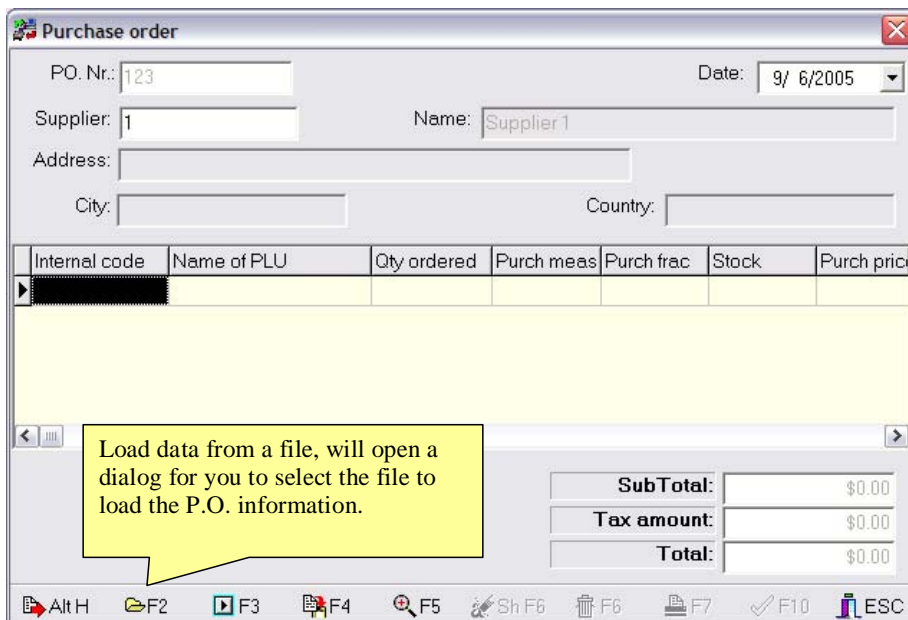 Purchase order
PO. Nr.: 123 Date: 9/ 6/2005
Supplier: 1 Name: Supplier 1
Address:
City: Country:
Internal code Name of PLU Qty ordered Purch meas Purch frac Stock Purch price
Load data from a file, will open a
dialog for you to select the file to
load the P.O. information.
SubTotal: $0.00
Tax amount: $0.00
Total: $0.00
Alt H F2 F3 F4 F5 Sh F6 F6 F7 F10 ESC